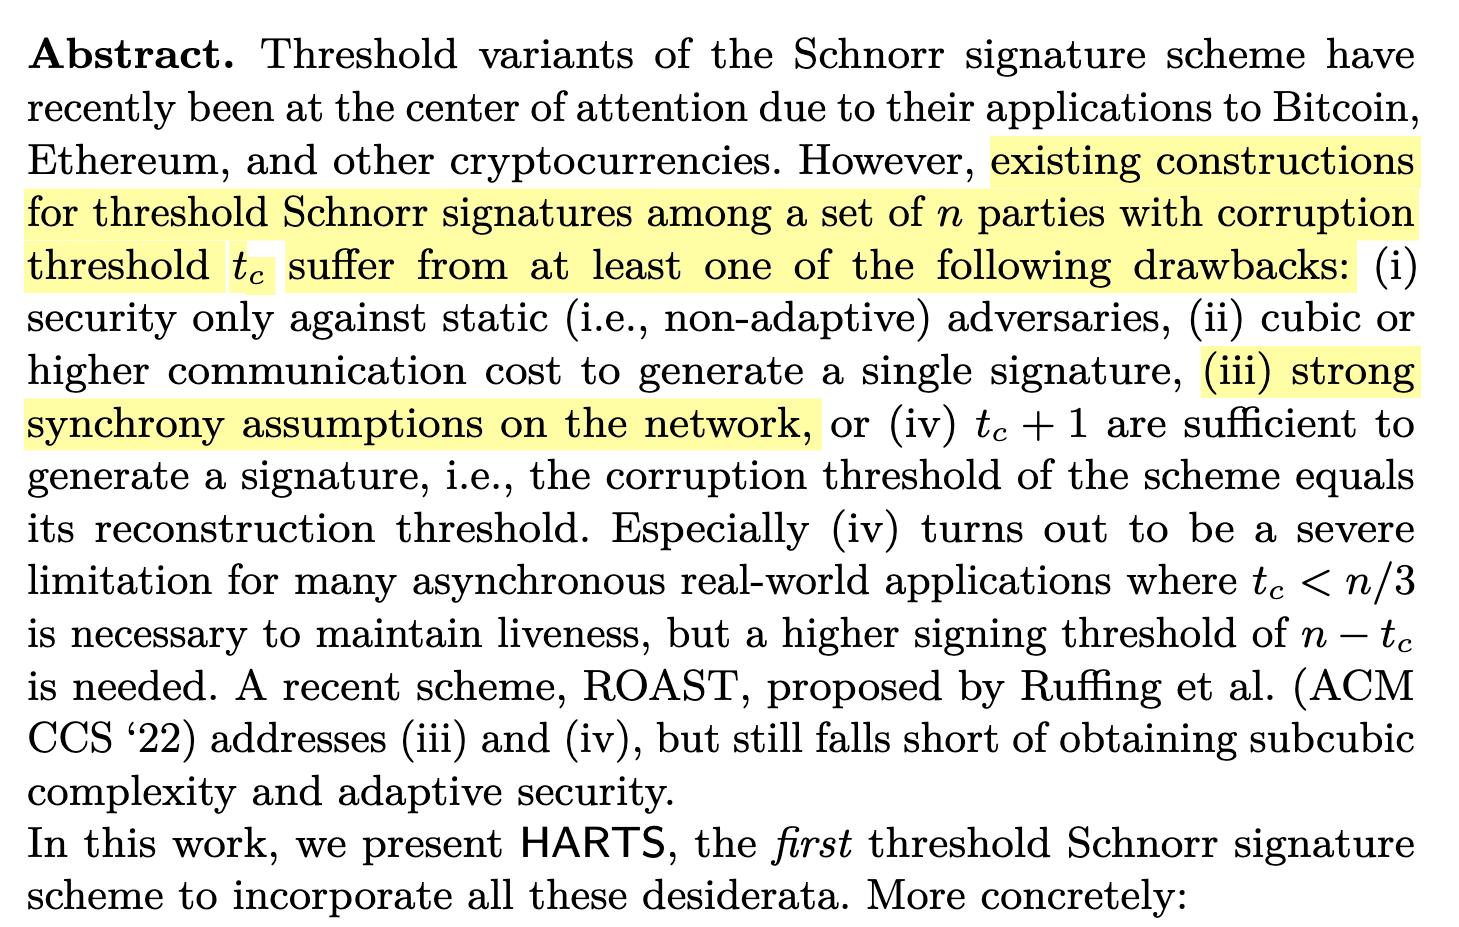 Abstract. Threshold variants of the Schnorr signature scheme have
recently been at the center of attention due to their applications to Bitcoin,
Ethereum, and other cryptocurrencies. However, existing constructions
for threshold Schnorr signatures among a set of n parties with corruption
threshold t_c suffer from at least one of the following drawbacks: (i)
security only against static (i.e., non-adaptive) adversaries, (ii) cubic or
higher communication cost to generate a single signature, (iii) strong
synchrony assumptions on the network, or (iv) t_c + 1 are sufficient to
generate a signature, i.e., the corruption threshold of the scheme equals
its reconstruction threshold. Especially (iv) turns out to be a severe
limitation for many asynchronous real-world applications where t_c < n/3
is necessary to maintain liveness, but a higher signing threshold of n − t_c
is needed. A recent scheme, ROAST, proposed by Ruffing et al. (ACM
CCS ‘22) addresses (iii) and (iv), but still falls short of obtaining subcubic
complexity and adaptive security.
In this work, we present HARTS, the first threshold Schnorr signature
scheme to incorporate all these desiderata. More concretely: